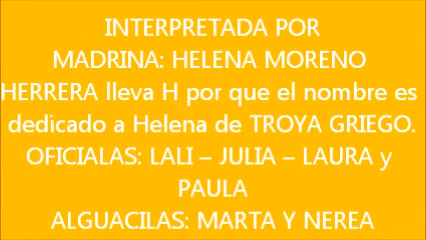 INTERPRETADA POR
MADRINA: HELENA MORENO
HERRERA lleva H por que el nombre es
dedicado a Helena de TROYA GRIEGO.
OFICIALAS: LALI – JULIA – LAURA y
PAULA
ALGUACILAS: MARTA Y NEREA